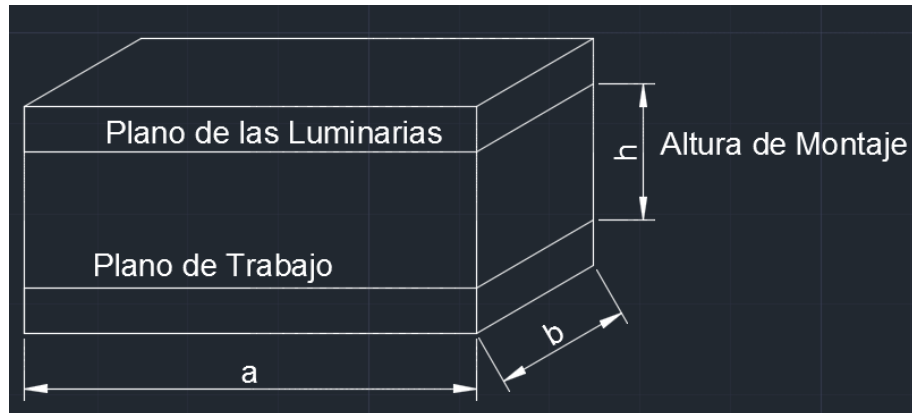 Plano de las Luminarias
h
Altura de Montaje
Plano de Trabajo
b
a